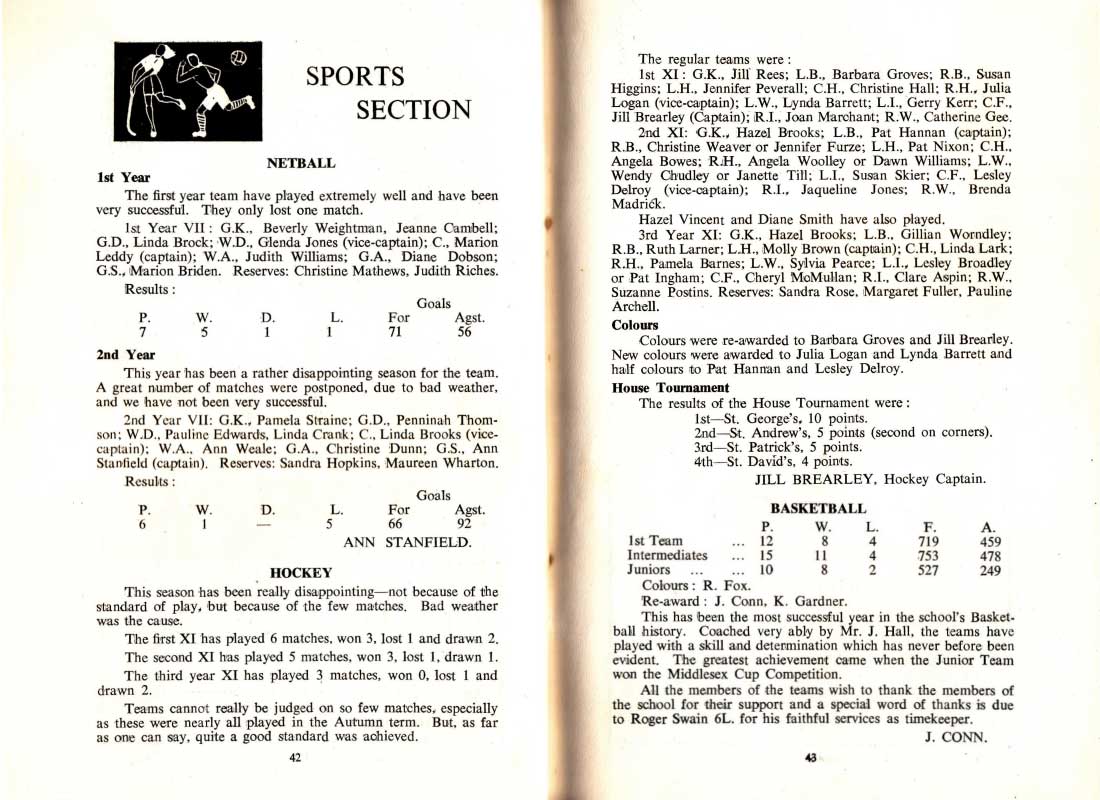 SPORTS
SECTION
NETBALL
1st Year
The first year team have played extremely well and have been
very successful. They only lost one match.
1st Year VII : G.K., Beverly Weightman, Jeanne Cambell;
G.D., Linda Brock; W.D., Glenda Jones (vice-captain); C., Marion
Leddy (captain); W.A., Judith Williams; G.A., Diane Dobson;
G.S., Marion Briden. Reserves: Christine Mathews, Judith Riches.
Results :
Goals
P. W. D. L. For Agst.
7 5 1 1 71 56
2nd Year
This year has been a rather disappointing season for the team.
A great number of matches were postponed, due to bad weather,
and we have not been very successful.
2nd Year VII: G.K., Pamela Straine; G.D., Penninah Thom-
son; W.D., Pauline Edwards, Linda Crank; C., Linda Brooks (vice-
captain); W.A., Ann Weale; G.A., Christine Dunn; G.S., Ann
Stanfield (captain). Reserves: Sandra Hopkins, Maureen Wharton.
Results :
Goals
P. W. D. L. For Agst.
6 1 — 5 66 92
ANN STANFIELD.
HOCKEY
This season has been really disappointing—not because of the
standard of play, but because of the few matches. Bad weather
was the cause.
The first XI has played 6 matches, won 3, lost 1 and drawn 2.
The second XI has played 5 matches, won 3, lost 1, drawn 1.
The third year XI has played 3 matches, won 0, lost 1 and
drawn 2.
Teams cannot really be judged on so few matches, especially
as these were nearly all played in the Autumn term. But, as far
as one can say, quite a good standard was achieved.
42
The regular teams were :
1st XI : G.K., Jill Rees; L.B., Barbara Groves; R.B., Susan
Higgins; L.H., Jennifer Peverall; C.H., Christine Hall; R.H., Julia
Logan (vice-captain); L.W., Lynda Barrett; L.I., Gerry Kerr; C.F.,
Jill Brearley (Captain); R.I., Joan Marchant; R.W., Catherine Gee.
2nd XI: G.K., Hazel Brooks; L.B., Pat Hannan (captain);
R.B., Christine Weaver or Jennifer Furze; L.H., Pat Nixon; C.H.,
Angela Bowes; R.H., Angela Woolley or Dawn Williams; L.W.,
Wendy Chudley or Janette Till; L.I., Susan Skier; C.F., Lesley
Delroy (vice-captain); R.I., Jaqueline Jones; R.W., Brenda
Madrick.
Hazel Vincent and Diane Smith have also played.
3rd Year XI: G.K., Hazel Brooks; L.B., Gillian Worndley;
R.B., Ruth Larner; L.H., Molly Brown (captain); C.H., Linda Lark;
R.H., Pamela Barnes; L.W., Sylvia Pearce; L.I., Lesley Broadley
or Pat Ingham; C.F., Cheryl McMullan; R.I., Clare Aspin; R.W.,
Suzanne Postins. Reserves: Sandra Rose, Margaret Fuller, Pauline
Archell.
Colours
Colours were re-awarded to Barbara Groves and Jill Brearley.
New colours were awarded to Julia Logan and Lynda Barrett and
half colours to Pat Hannan and Lesley Delroy.
House Tournament
The results of the House Tournament were :
1st—St. George's, 10 points.
2nd—St. Andrew's, 5 points (second on corners).
3rd—St. Patrick's, 5 points.
4th—St. David's, 4 points.
JILL BREARLEY, Hockey Captain.
BASKETBALL
P. W. L. F. A.
1st Team ... 12 8 4 719 459
Intermediates ... 15 11 4 753 478
Juniors ... ... 10 8 2 527 249
Colours : R. Fox.
Re-award : J. Conn, K. Gardner.
This has been the most successful year in the school's Basket-
ball history. Coached very ably by Mr. J. Hall, the teams have
played with a skill and determination which has never before been
evident. The greatest achievement came when the Junior Team
won the Middlesex Cup Competition.
All the members of the teams wish to thank the members of
the school for their support and a special word of thanks is due
to Roger Swain 6L. for his faithful services as timekeeper.
J. CONN.
43